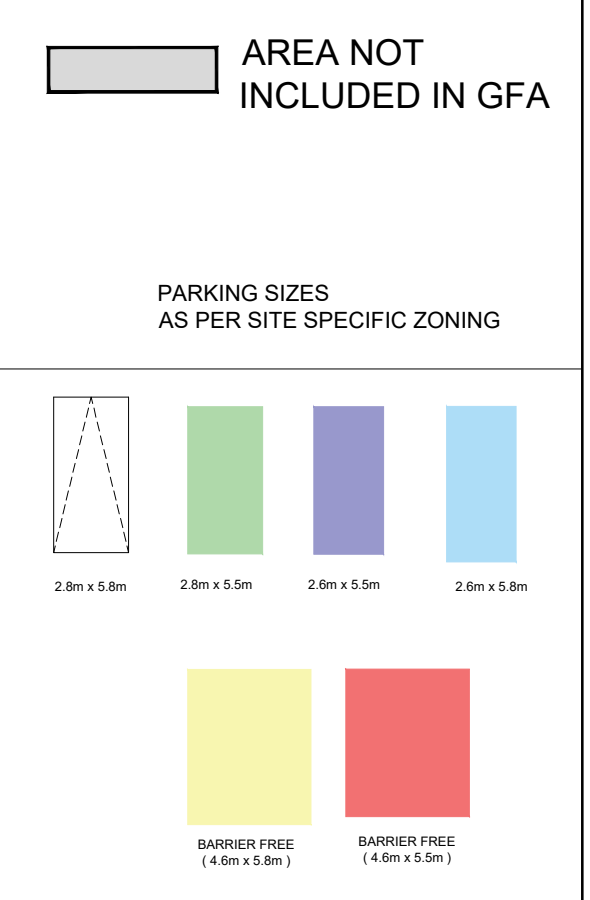 AREA NOT
INCLUDED IN GFA
PARKING SIZES
AS PER SITE SPECIFIC ZONING
2.8m x 5.8m
2.8m x 5.5m
2.6m x 5.5m
2.6m x 5.8m
BARRIER FREE
( 4.6m x 5.8m )
BARRIER FREE
( 4.6m x 5.5m )